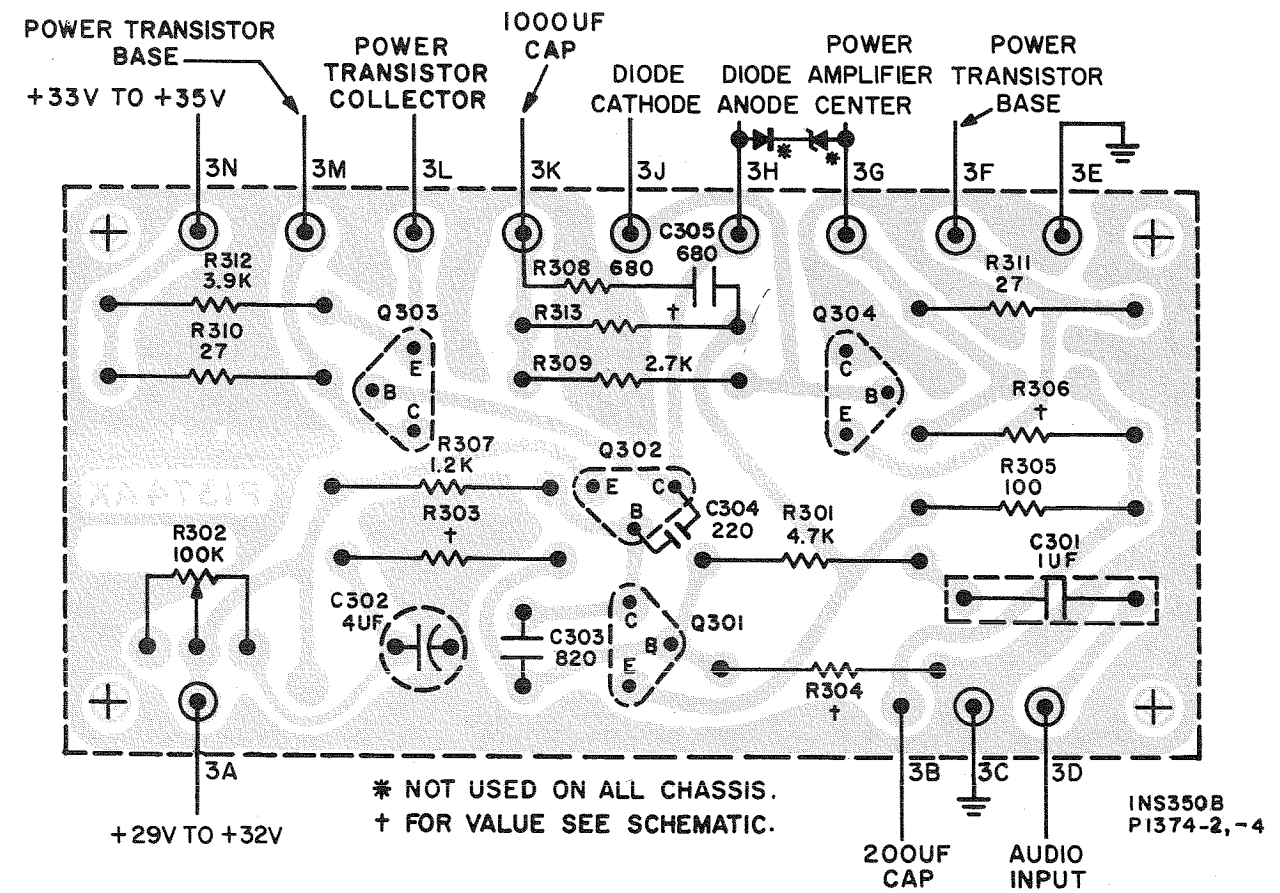 POWER TRANSISTOR
BASE
+33V TO +35V
POWER
TRANSISTOR
COLLECTOR
1000UF
CAP
DIODE
CATHODE
DIODE
ANODE
POWER
AMPLIFIER
CENTER
POWER
TRANSISTOR
BASE
3N
3M
3L
3K
3J
3H
*
*
3G
3F
3E
R312
3.9K
R310
27
Q303
E
B
C
R308 680
C305
680
R313 †
R309 2.7K
Q304
C
B
E
R311
27
R306
†
R305
100
R307
1.2K
R303
†
Q302
E C
B
C304
220
R301
4.7K
C301
1UF
P1374AX
R302
100K
C302
4UF
C303
820
Q301
C
B
E
R304
†
3A
3B
3C
3D
+29V TO +32V
* NOT USED ON ALL CHASSIS.
† FOR VALUE SEE SCHEMATIC.
200UF
CAP
AUDIO
INPUT
INS350B
P1374-2,-4